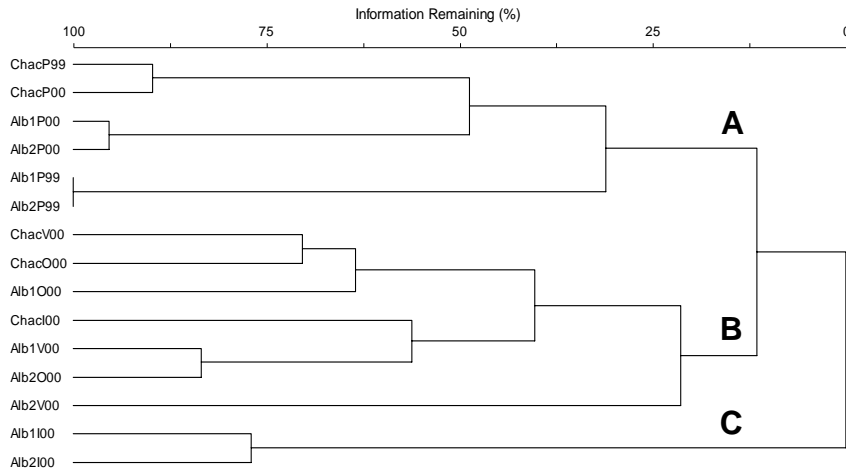 Information Remaining (%)
100 75 50 25 0
ChacP99
ChacP00
Alb1P00
A
Alb2P00
Alb1P99
Alb2P99
ChacV00
ChacO00
Alb1O00
ChacI00
B
Alb1V00
Alb2O00
Alb2V00
C
Alb1I00
Alb2I00